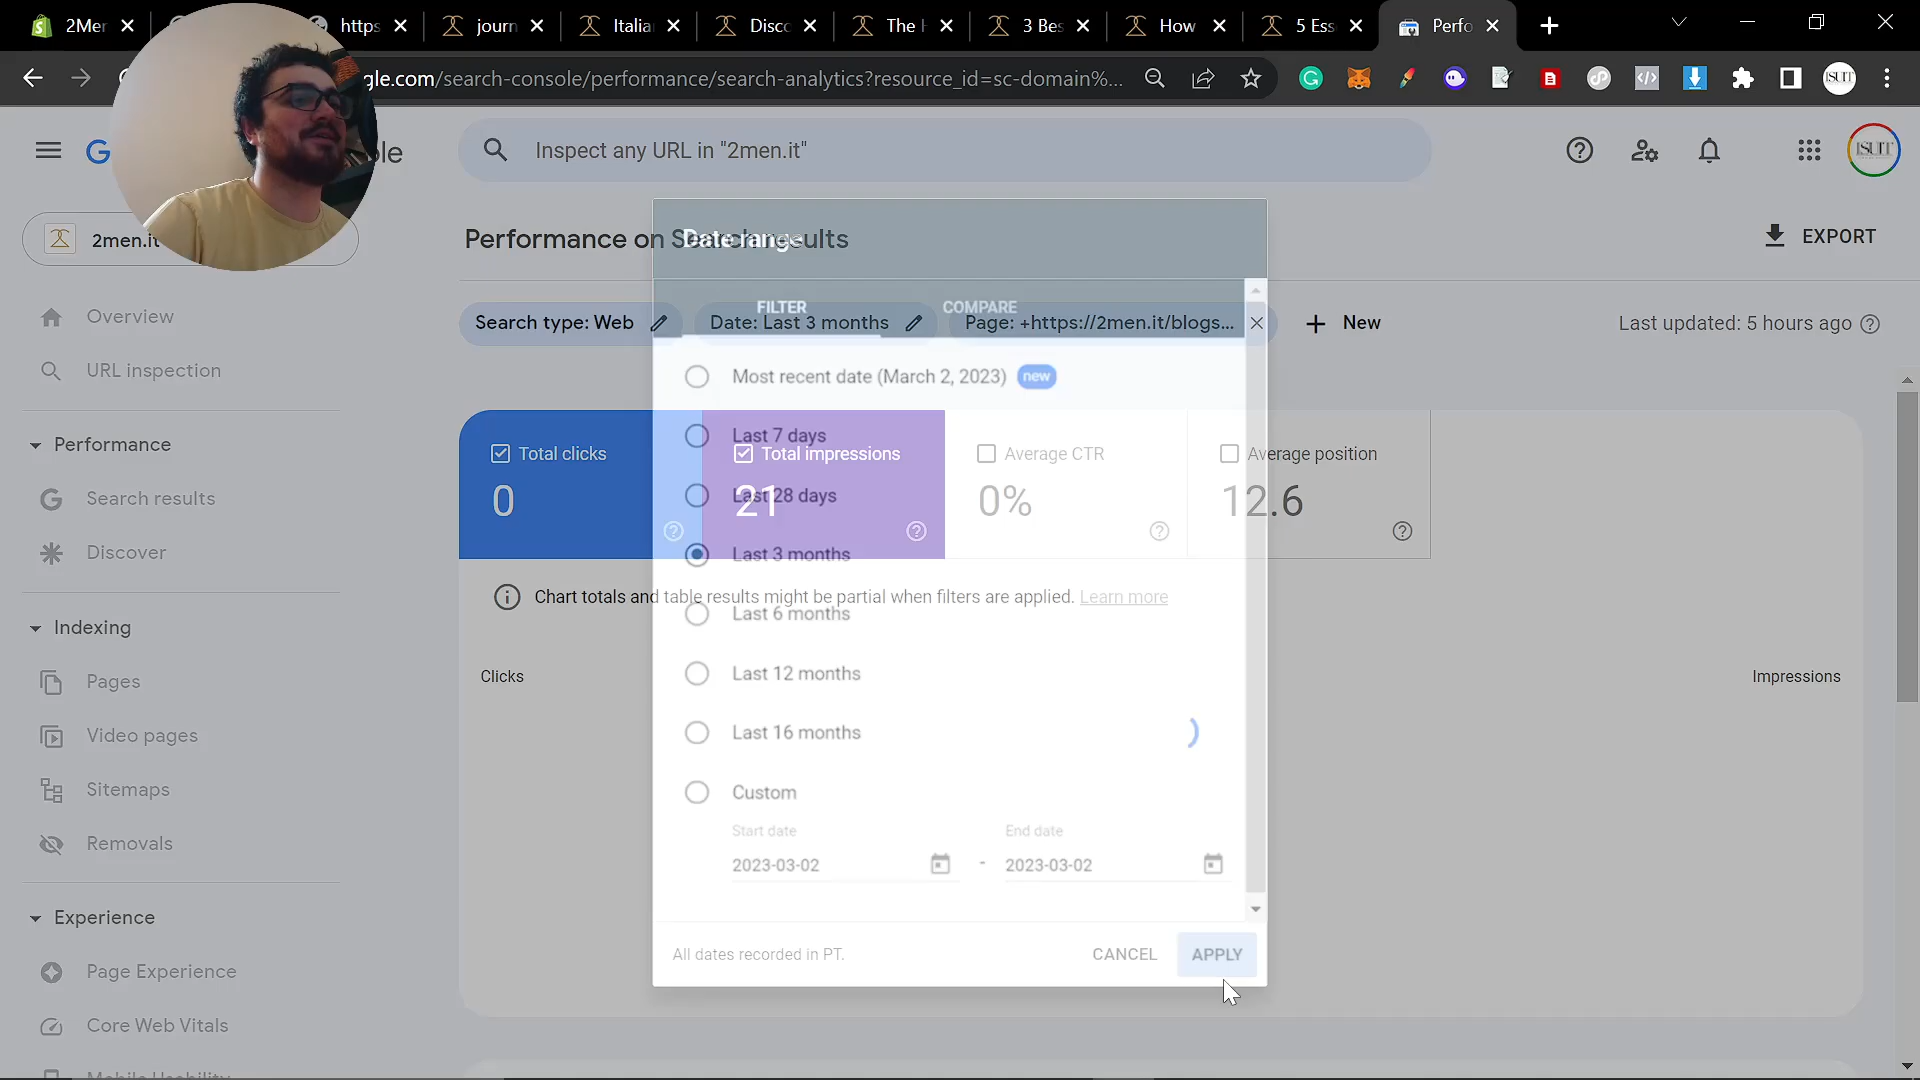 2Mer
https
journ
Italia
Disco
The H
3 Bes
How
5 Ess
Perfo
gle.com/search-console/performance/search-analytics?resource_id=sc-domain%...
ISUIT
G
ole
Inspect any URL in "2men.it"
ISUIT
2men.it
Performance on Search results
Date range
EXPORT
FILTER
COMPARE
Search type: Web
Date: Last 3 months
Page: +https://2men.it/blogs...
New
Last updated: 5 hours ago
Overview
URL inspection
Performance
Search results
Discover
Indexing
Pages
Video pages
Sitemaps
Removals
Experience
Page Experience
Core Web Vitals
Mobile Usability
Most recent date (March 2, 2023) new
Last 7 days
Last 28 days
Last 3 months
Last 6 months
Last 12 months
Last 16 months
Custom
Start date
End date
2023-03-02
-
2023-03-02
All dates recorded in PT.
CANCEL
APPLY
Total clicks
0
Total impressions
21
Average CTR
0%
Average position
12.6
Chart totals and table results might be partial when filters are applied. Learn more
Clicks
Impressions